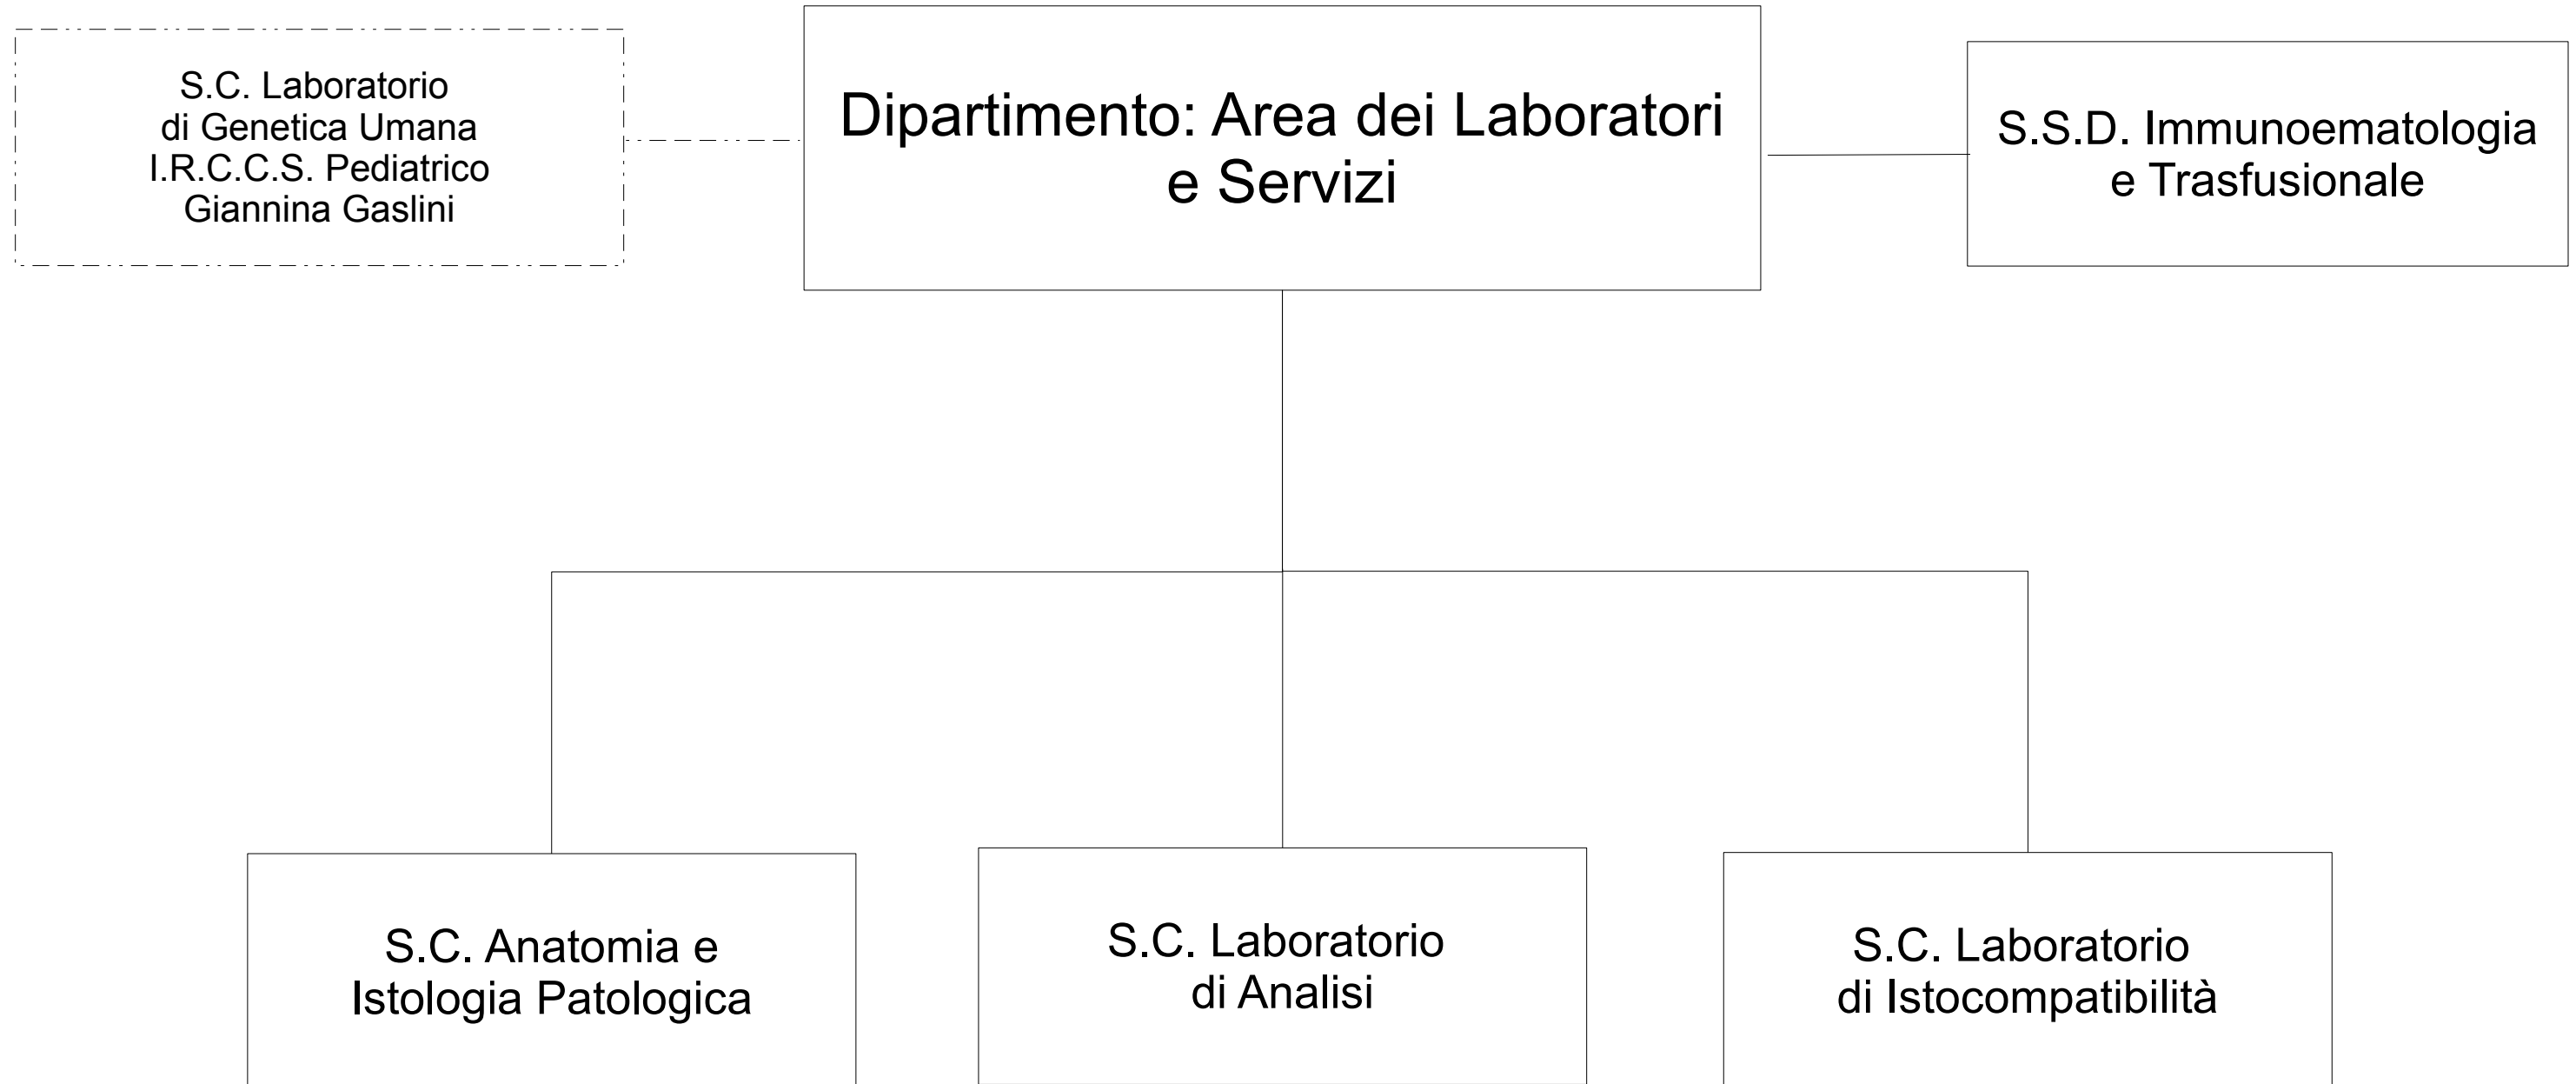 S.C. Laboratorio
di Genetica Umana
I.R.C.C.S. Pediatrico
Giannina Gaslini
Dipartimento: Area dei Laboratori
e Servizi
S.S.D. Immunoematologia
e Trasfusionale
S.C. Anatomia e
Istologia Patologica
S.C. Laboratorio
di Analisi
S.C. Laboratorio
di Istocompatibilità